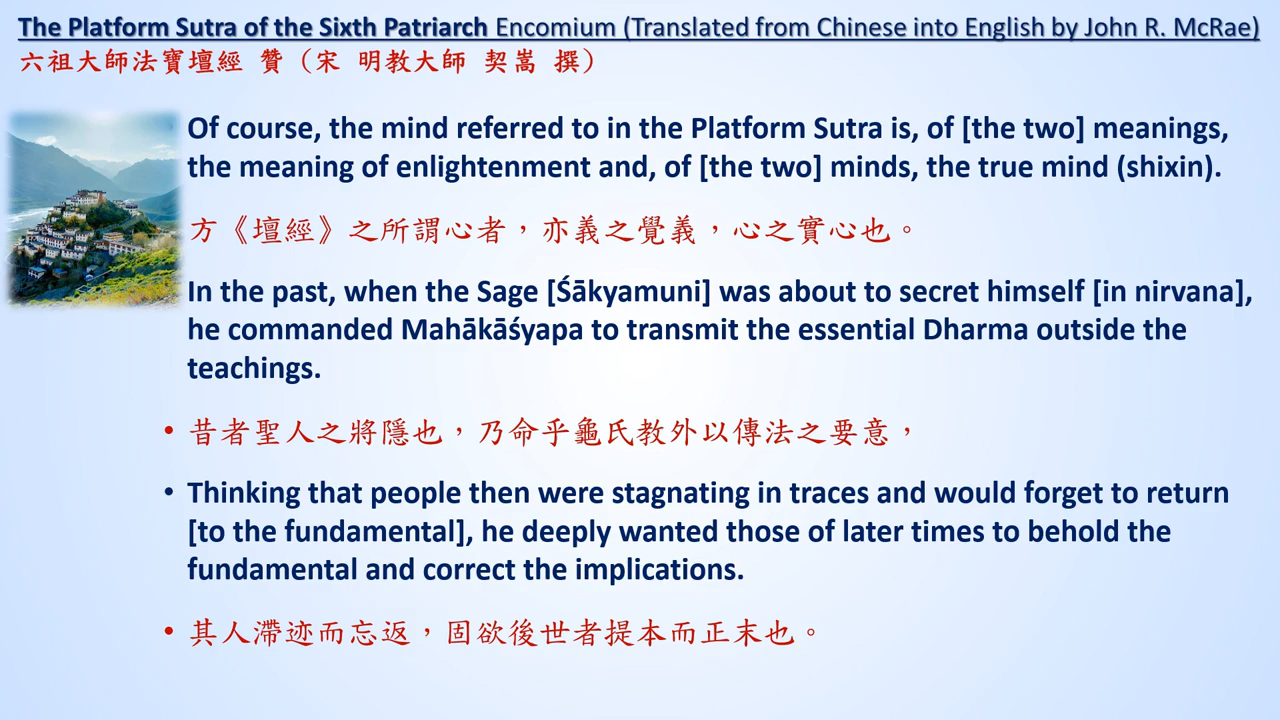 The Platform Sutra of the Sixth Patriarch Encomium (Translated from Chinese into English by John R. McRae)
六祖大師法寶壇經 贊（宋 明教大師 契嵩 撰）
Of course, the mind referred to in the Platform Sutra is, of [the two] meanings,
the meaning of enlightenment and, of [the two] minds, the true mind (shixin).
方《壇經》之所謂心者，亦義之覺義，心之實心也。
In the past, when the Sage [Śākyamuni] was about to secret himself [in nirvana],
he commanded Mahākāśyapa to transmit the essential Dharma outside the
teachings.
• 昔者聖人之將隱也，乃命乎龜氏教外以傳法之要意，
• Thinking that people then were stagnating in traces and would forget to return
[to the fundamental], he deeply wanted those of later times to behold the
fundamental and correct the implications.
• 其人滯迹而忘返，固欲後世者提本而正末也。